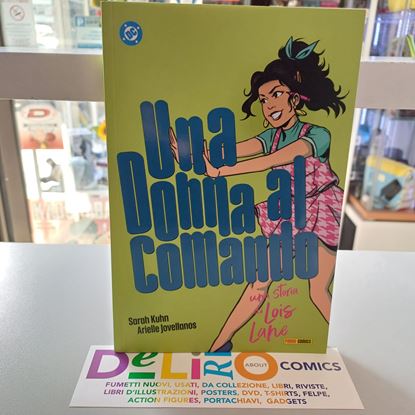 DC
Una
Donna al
Comando
una storia
di Lois
Lane
Sarah Kuhn
Arielle Jovellanos
PANINI COMICS
DeLiRiO
ABOUT
COMICS
FUMETTI NUOVI, USATI, DA COLLEZIONE, LIBRI, RIVISTE,
LIBRI D'ILLUSTRAZIONI, POSTERS, DVD, T-SHIRTS, FELPE,
ACTION FIGURES, PORTACHIAVI, GADGETS